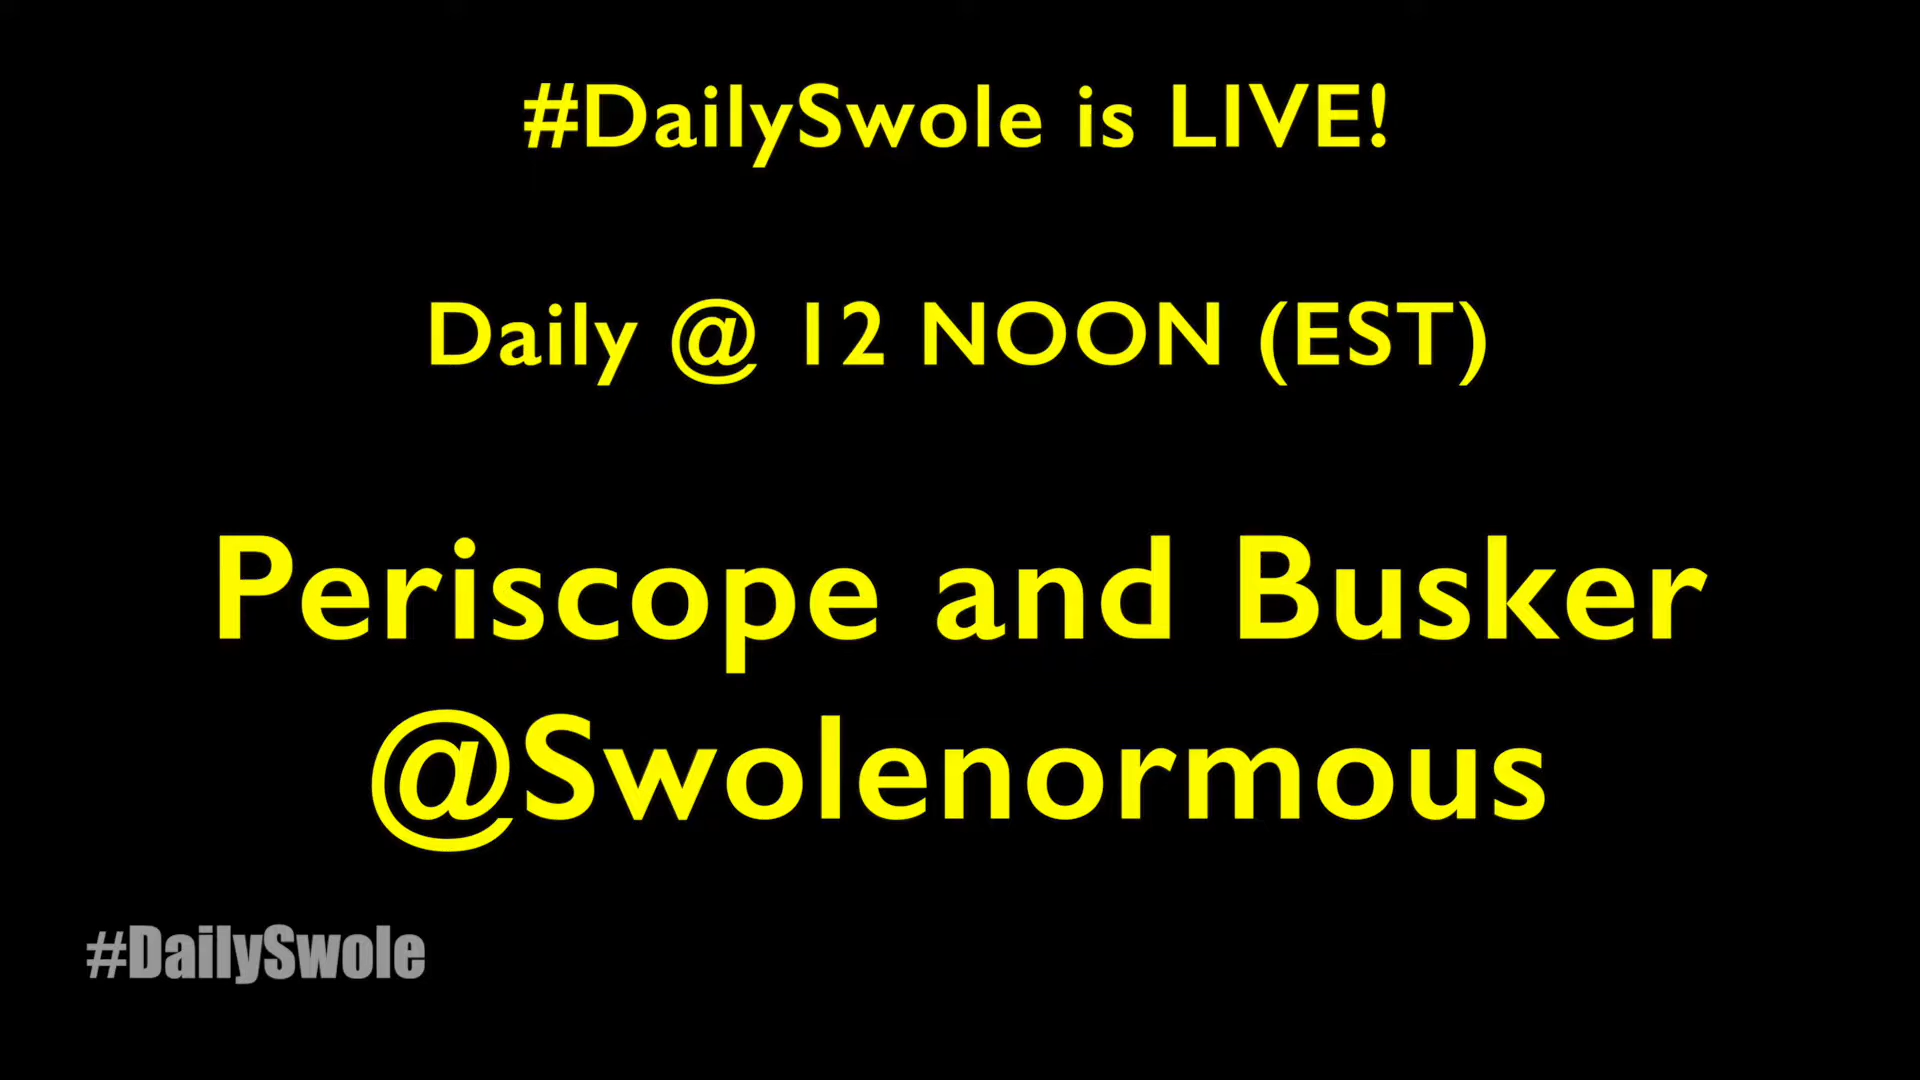 #DailySwole is LIVE!
Daily @ 12 NOON (EST)
Periscope and Busker
@Swolenormous
#DailySwole